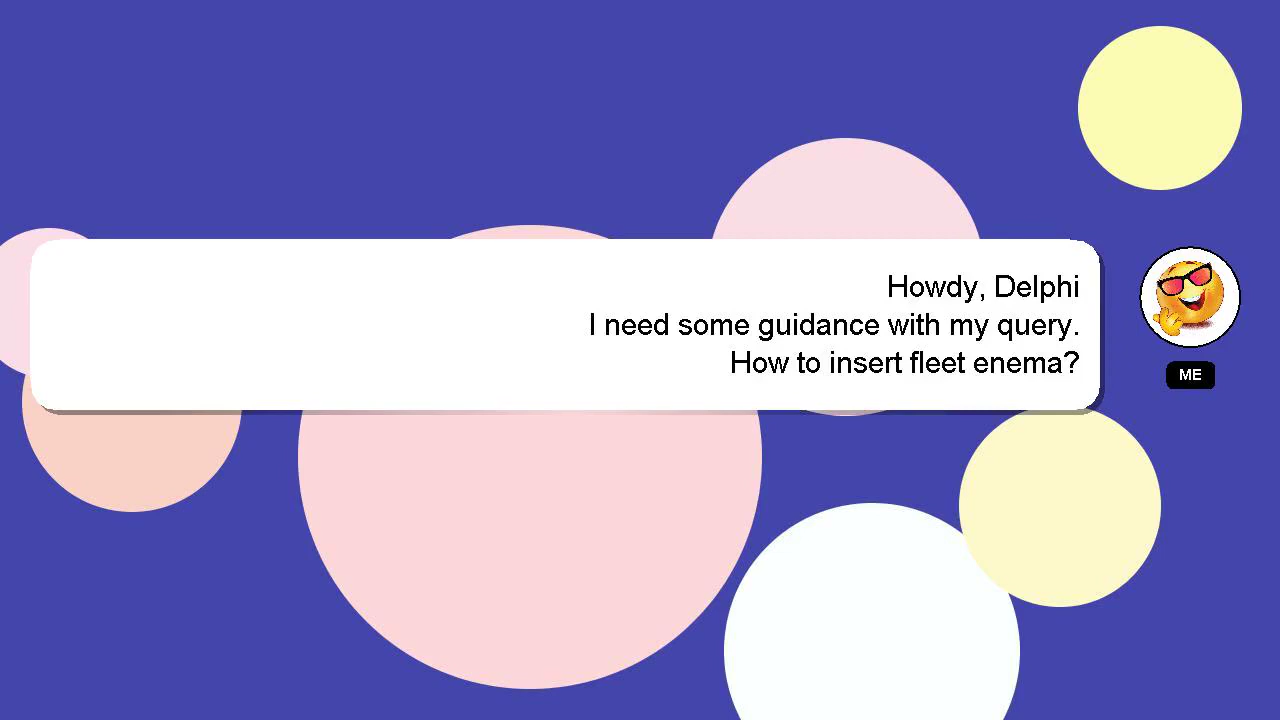 Howdy, Delphi
I need some guidance with my query.
How to insert fleet enema?
ME